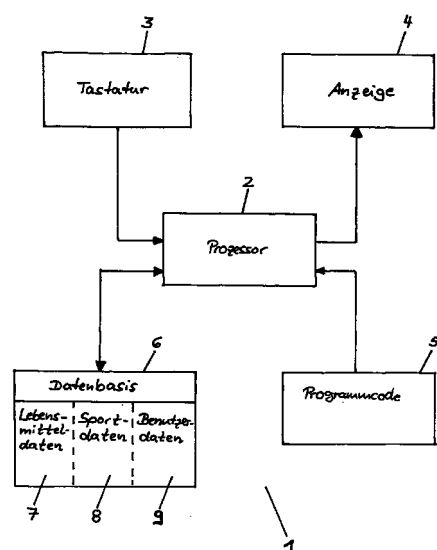 3
Tastatur
4
Anzeige
2
Prozessor
6
Datenbasis
Lebens-
mittel-
daten
Sport-
daten
Benutzer-
daten
7
8
9
5
Programmcode
1